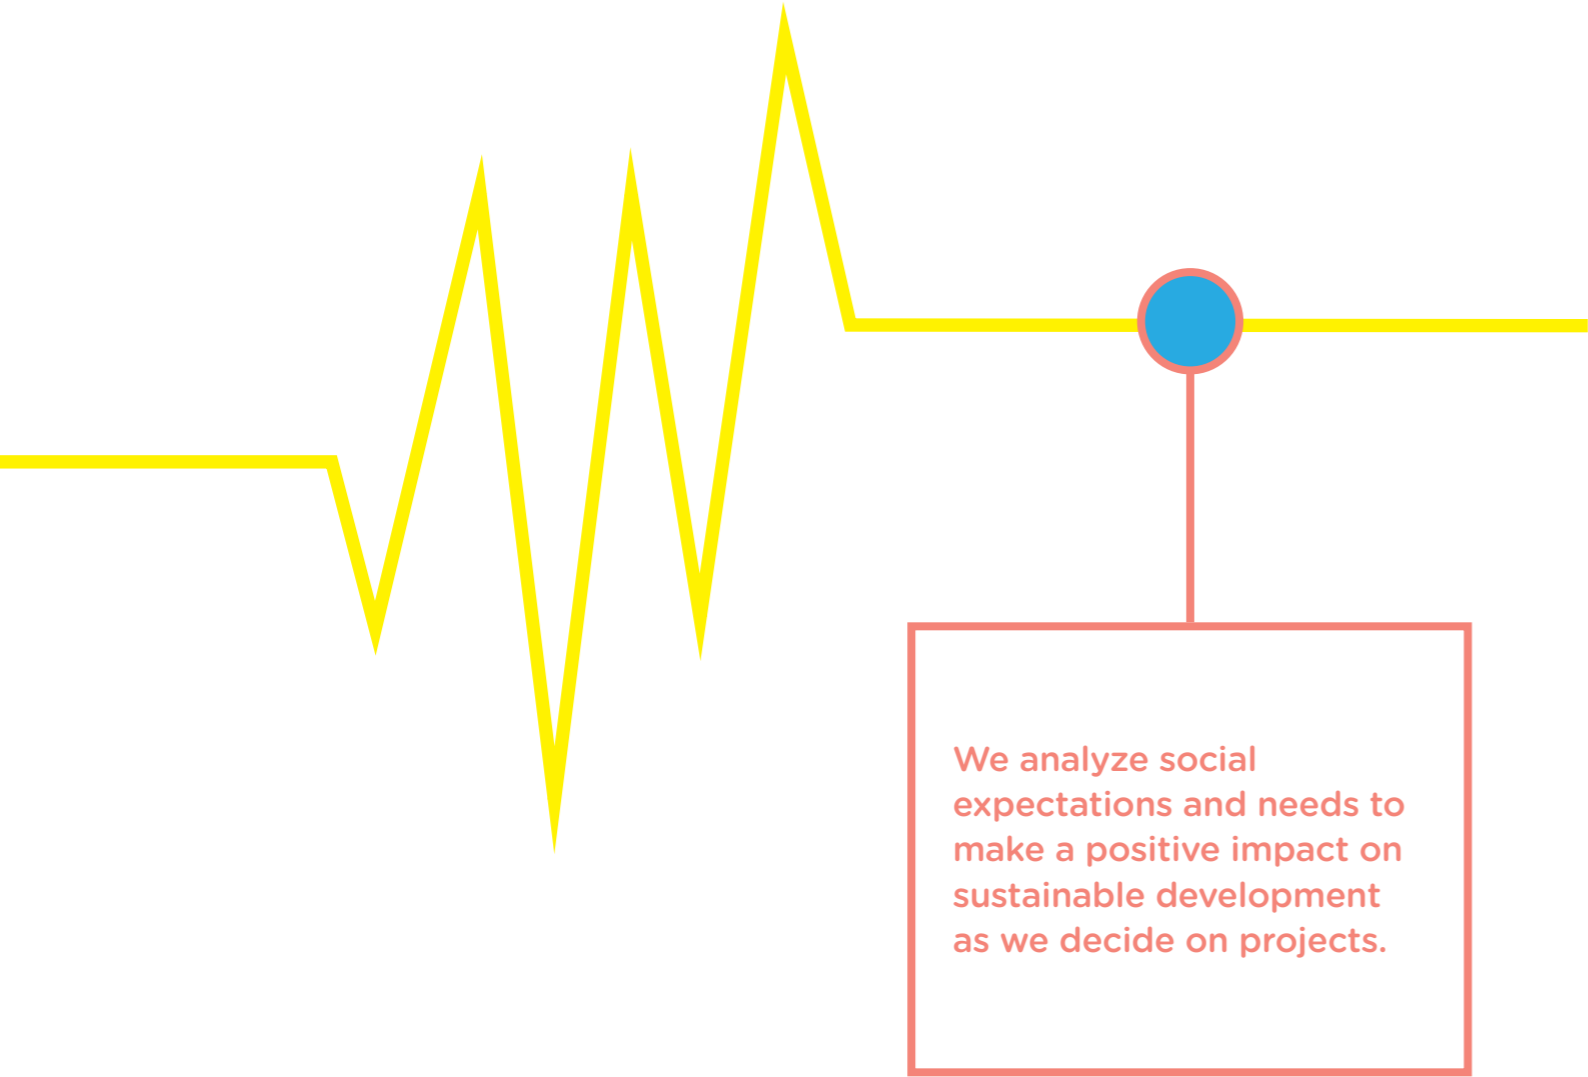 We analyze social
expectations and needs to
make a positive impact on
sustainable development
as we decide on projects.